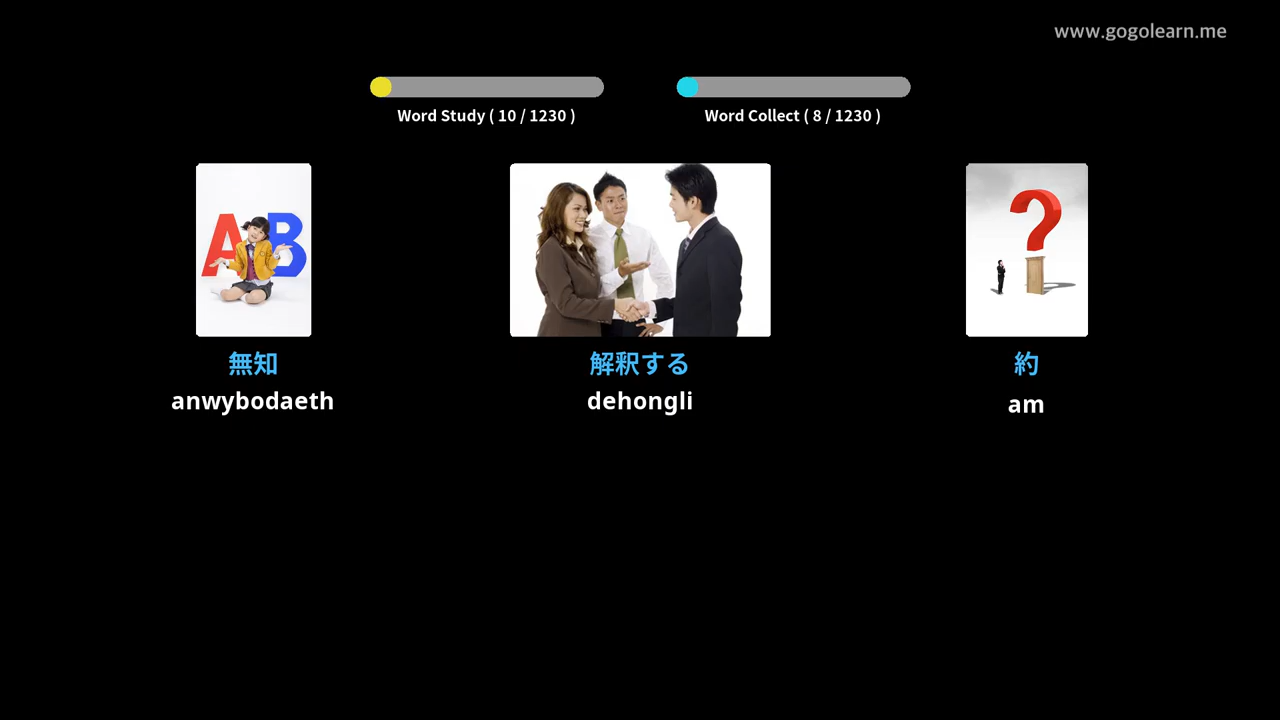 www.gogolearn.me
Word Study ( 10 / 1230 )
Word Collect ( 8 / 1230 )
無知
anwybodaeth
解釈する
dehongli
約
am